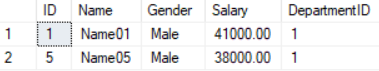 ID Name Gender Salary DepartmentID
1 1 Name01 Male 41000.00 1
2 5 Name05 Male 38000.00 1